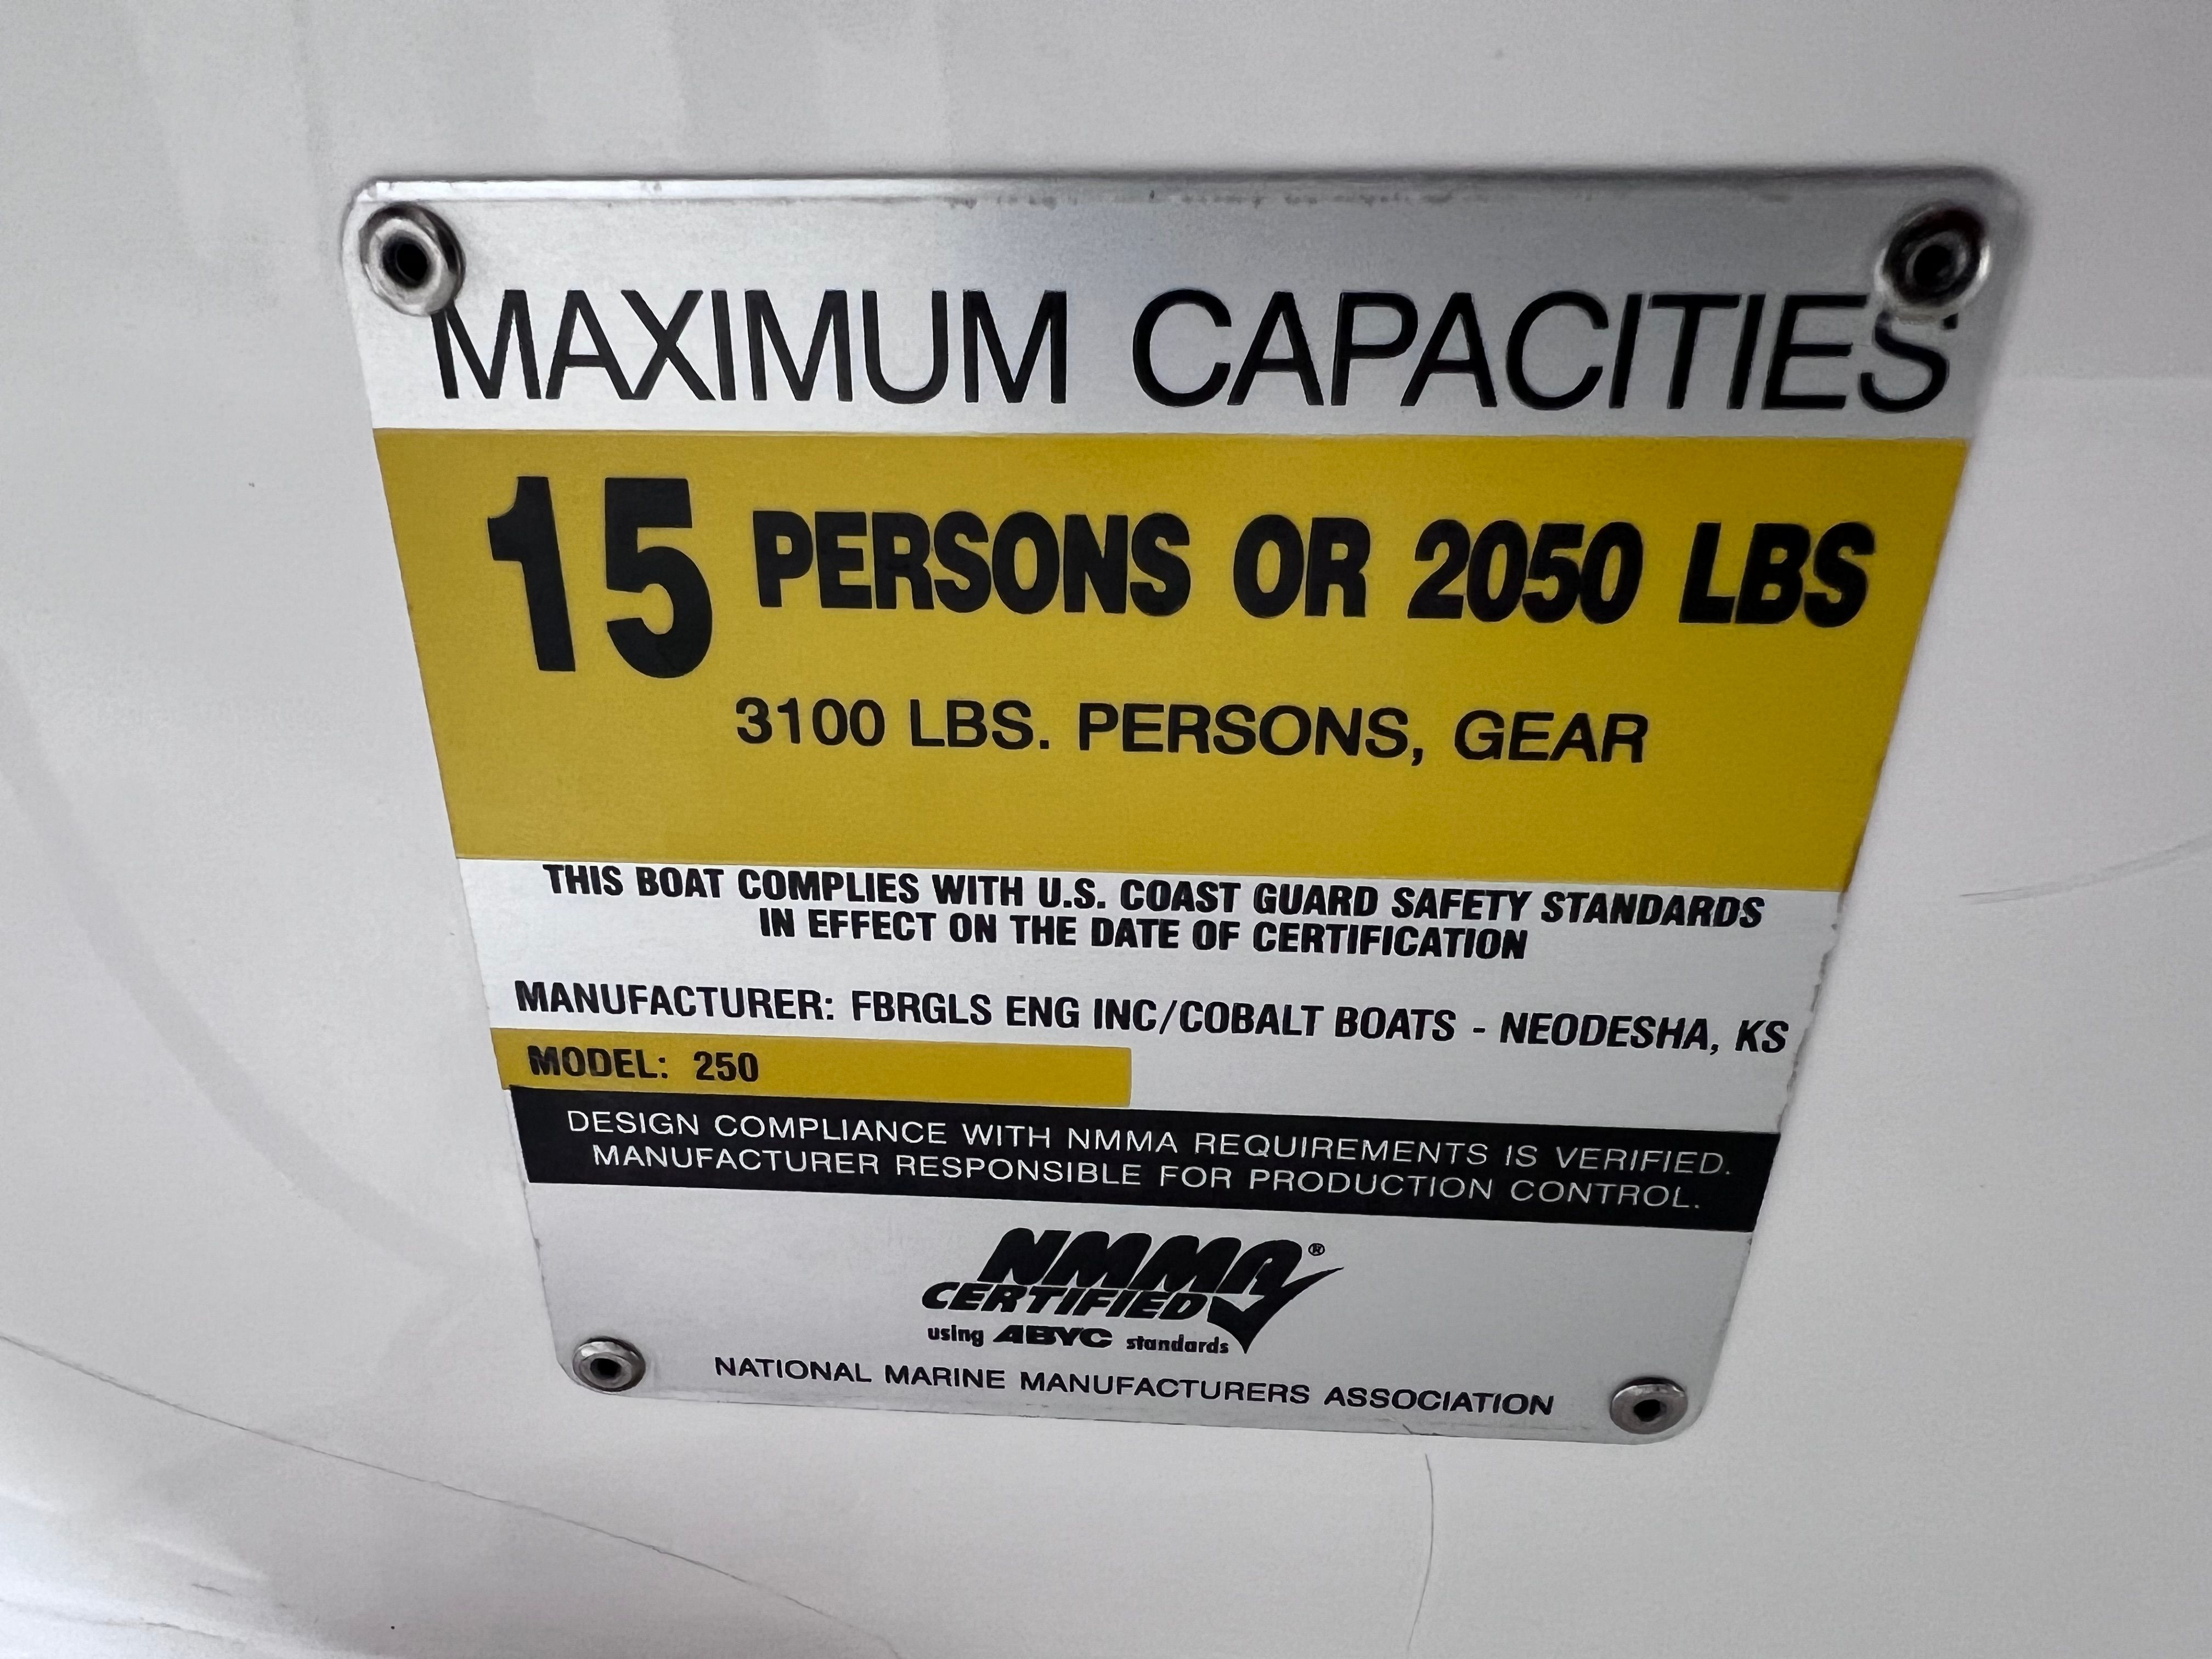 MAXIMUM CAPACITIES
15 PERSONS OR 2050 LBS
3100 LBS. PERSONS, GEAR
THIS BOAT COMPLIES WITH U.S. COAST GUARD SAFETY STANDARDS
IN EFFECT ON THE DATE OF CERTIFICATION
MANUFACTURER: FBRGLS ENG INC/COBALT BOATS - NEODESHA, KS
MODEL: 250
DESIGN COMPLIANCE WITH NMMA REQUIREMENTS IS VERIFIED.
MANUFACTURER RESPONSIBLE FOR PRODUCTION CONTROL.
NMMA®
CERTIFIED
using ABYC standards
NATIONAL MARINE MANUFACTURERS ASSOCIATION